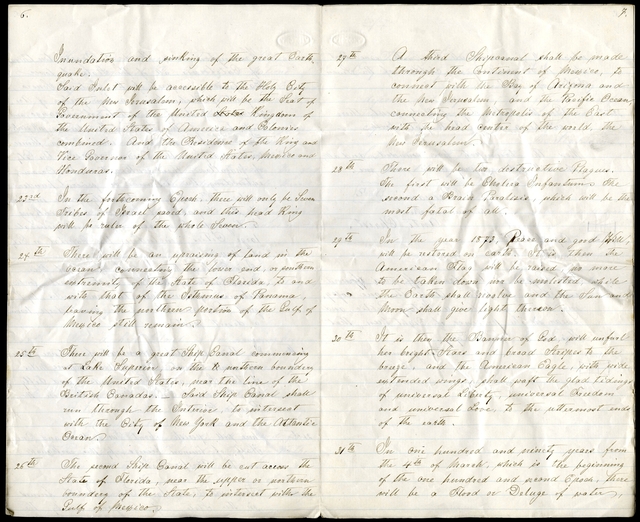 6.
Inundation and sinking of the great Earth
quake.
Said Inlet will be accessible to the Holy City
of the New Jerusalem, which will be the Seat of
Government of the United States Kingdom of
the United States of America and Colonies
combined. And the Residence of the King and
Vice Governor of the United States, Mexico and
Honduras.
23rd In the forthcoming Epoch, there will only be Seven
Tribes of Israel saved, and this head King
will be ruler of the whole Seven.
24th There will be an upraising of land in the
Ocean connecting the lower end, or southern
extremity of the State of Florida, to and
with that of the Isthmus of Panama,
leaving the northern portion of the Gulf of
Mexico still remain.
25th There will be a great Ship Canal commencing
at Lake Superior on the northern boundery
of the United States, near the line of the
British Canadas. Said Ship Canal shall
run through the Interior, to intersect
with the City of New York and the Atlantic
Ocean.
26th The second Ship Canal will be cut across the
State of Florida, near the upper or northern
boundery of the State, to intersect with the
Gulf of Mexico.
7.
27th A third Shipcanal shall be made
through the Continent of Mexico, to
connect with the Bay of Arizona and
the New Jerusalem and the Pacific Ocean
connecting the Metropolis of the East
with the head Centre of the world, the
New Jerusalem.
28th There will be two destructive Plagues.
The first will be Cholera Infantum. The
second a Brain Paralisis, which will be the
most fatal of all.
29th In the year 1873. Peace and good Will,
will be restored on earth. It is then the
American Flag will be raised no more
to be taken down nor be insulted, while
the Earth shall revolve and the Sun and
Moon shall give light thereon.
30th It is then the Banner of God, will unfurl
her bright Stars and broad Stripes to the
breeze, and the American Eagle, with wide
extended wings, shall waft the glad tidings
of universal Liberty, universal Freedom
and universal Love, to the uttermost ends
of the earth.
31th In one hundred and ninety years from
the 4th of March, which is the beginning
of the one hundred and second Epoch, there
will be a Flood or Deluge of water,